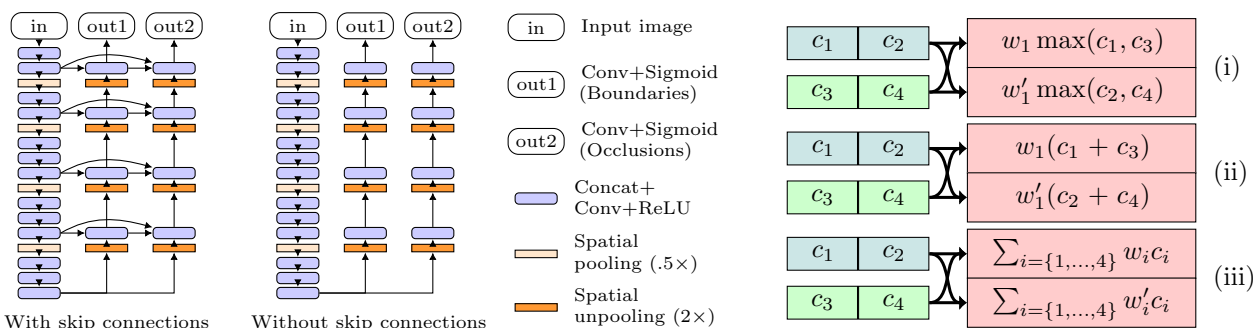 in out1 out2
With skip connections
in out1 out2
Without skip connections
in Input image
out1 Conv+Sigmoid
(Boundaries)
out2 Conv+Sigmoid
(Occlusions)
Concat+
Conv+ReLU
Spatial
pooling (.5×)
Spatial
unpooling (2×)
c₁ c₂ w₁ max(c₁, c₃)
c₃ c₄ w′₁ max(c₂, c₄)
(i)
c₁ c₂ w₁(c₁ + c₃)
c₃ c₄ w′₁(c₂ + c₄)
(ii)
c₁ c₂ ∑i={1,...,4} wᵢcᵢ
c₃ c₄ ∑i={1,...,4} w′ᵢcᵢ
(iii)